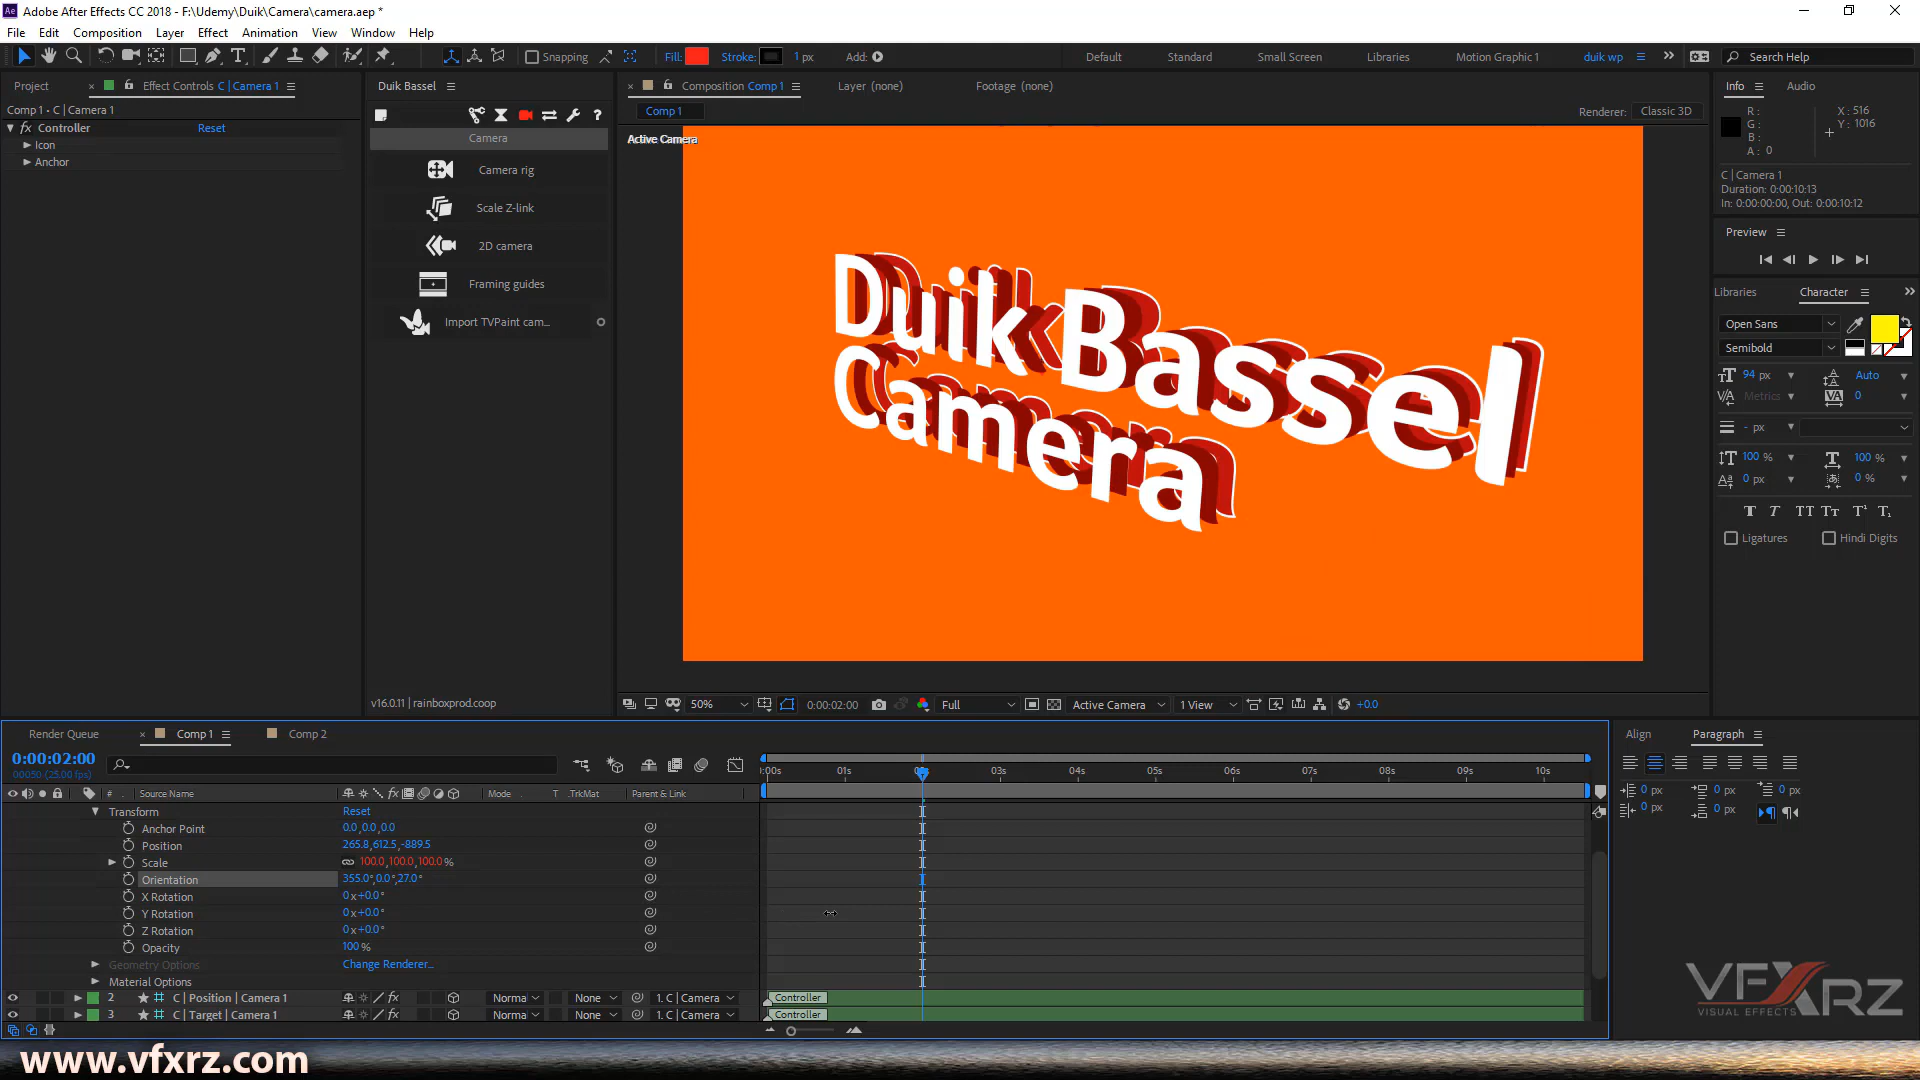 Adobe After Effects CC 2018 - F:\Udemy\Duik\Camera\camera.aep *
File Edit Composition Layer Effect Animation View Window Help
Snapping Fill: Stroke: 1 px Add: Default Standard Small Screen Libraries Motion Graphic 1 duik wp Search Help
Project Effect Controls C | Camera 1
Comp 1 • C | Camera 1
fx Controller Reset
Icon
Anchor
Duik Bassel
Camera
Camera rig
Scale Z-link
2D camera
Framing guides
Import TVPaint cam...
v16.0.11 | rainboxprod.coop
Composition Comp 1 Layer (none) Footage (none)
Comp 1 Renderer: Classic 3D
Active Camera
Duik Bassel
Camera
50% 0:00:02:00 Full Active Camera 1 View +0.0
Info Audio
R: X: 516
G: Y: 1016
B:
A: 0
C | Camera 1
Duration: 0:00:10:13
In: 0:00:00:00, Out: 0:00:10:12
Preview
Libraries Character
Open Sans
Semibold
94 px Auto
Metrics 0
- px
100 % 100 %
0 px 0 %
Ligatures Hindi Digits
Render Queue Comp 1 Comp 2
0:00:02:00
00050 (25.00 fps)
# Source Name Mode T .TrkMat Parent & Link
:00s 01s 03s 04s 05s 06s 07s 08s 09s 10s
Transform Reset
Anchor Point 0.0,0.0,0.0
Position 265.8,612.5,-889.5
Scale 100.0,100.0,100.0%
Orientation 355.0°,0.0°,27.0°
X Rotation 0x+0.0°
Y Rotation 0x+0.0°
Z Rotation 0x+0.0°
Opacity 100%
Geometry Options Change Renderer...
Material Options
2 C | Position | Camera 1 Norma None 1. C | Camera Controller
3 C | Target | Camera 1 Norma None 1. C | Camera Controller
Align Paragraph
0 px 0 px 0 px
0 px 0 px
VFXRZ
VISUAL EFFECTS
www.vfxrz.com